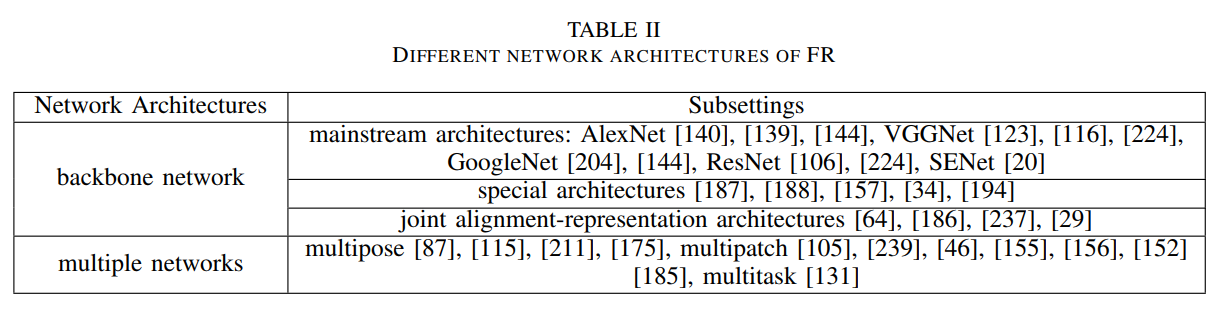 TABLE II
DIFFERENT NETWORK ARCHITECTURES OF FR
Network Architectures
Subsettings
backbone network
mainstream architectures: AlexNet [140], [139], [144], VGGNet [123], [116], [224],
GoogleNet [204], [144], ResNet [106], [224], SENet [20]
special architectures [187], [188], [157], [34], [194]
joint alignment-representation architectures [64], [186], [237], [29]
multiple networks
multipose [87], [115], [211], [175], multipatch [105], [239], [46], [155], [156], [152]
[185], multitask [131]